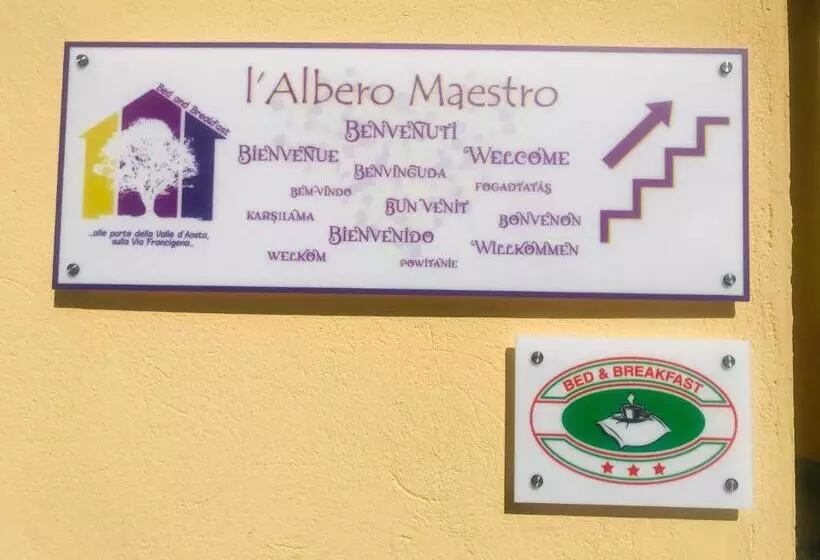 l'Albero Maestro
Bed and Breakfast
...alle porte della Valle d'Aosta,
sulla Via Francigena...
BENVENUTI
BIENVENUE
WELCOME
BENVINGUDA
BEM-VINDO
FOGADTATÁS
BUN VENIT
KARŞILAMA
BONVENON
BIENVENIDO
WILLKOMMEN
WELKOM
POWITANIE
BED & BREAKFAST